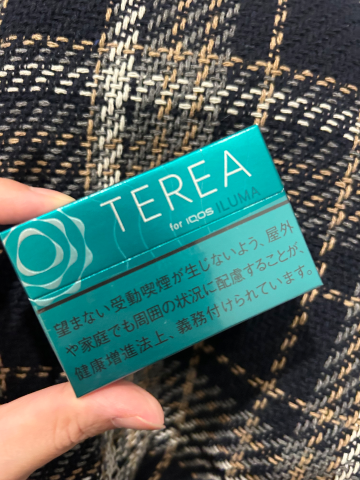 TEREA
for IQOS ILUMA
望まない受動喫煙が生じないよう、屋外
や家庭でも周囲の状況に配慮することが、
健康増進法上、義務付けられています。